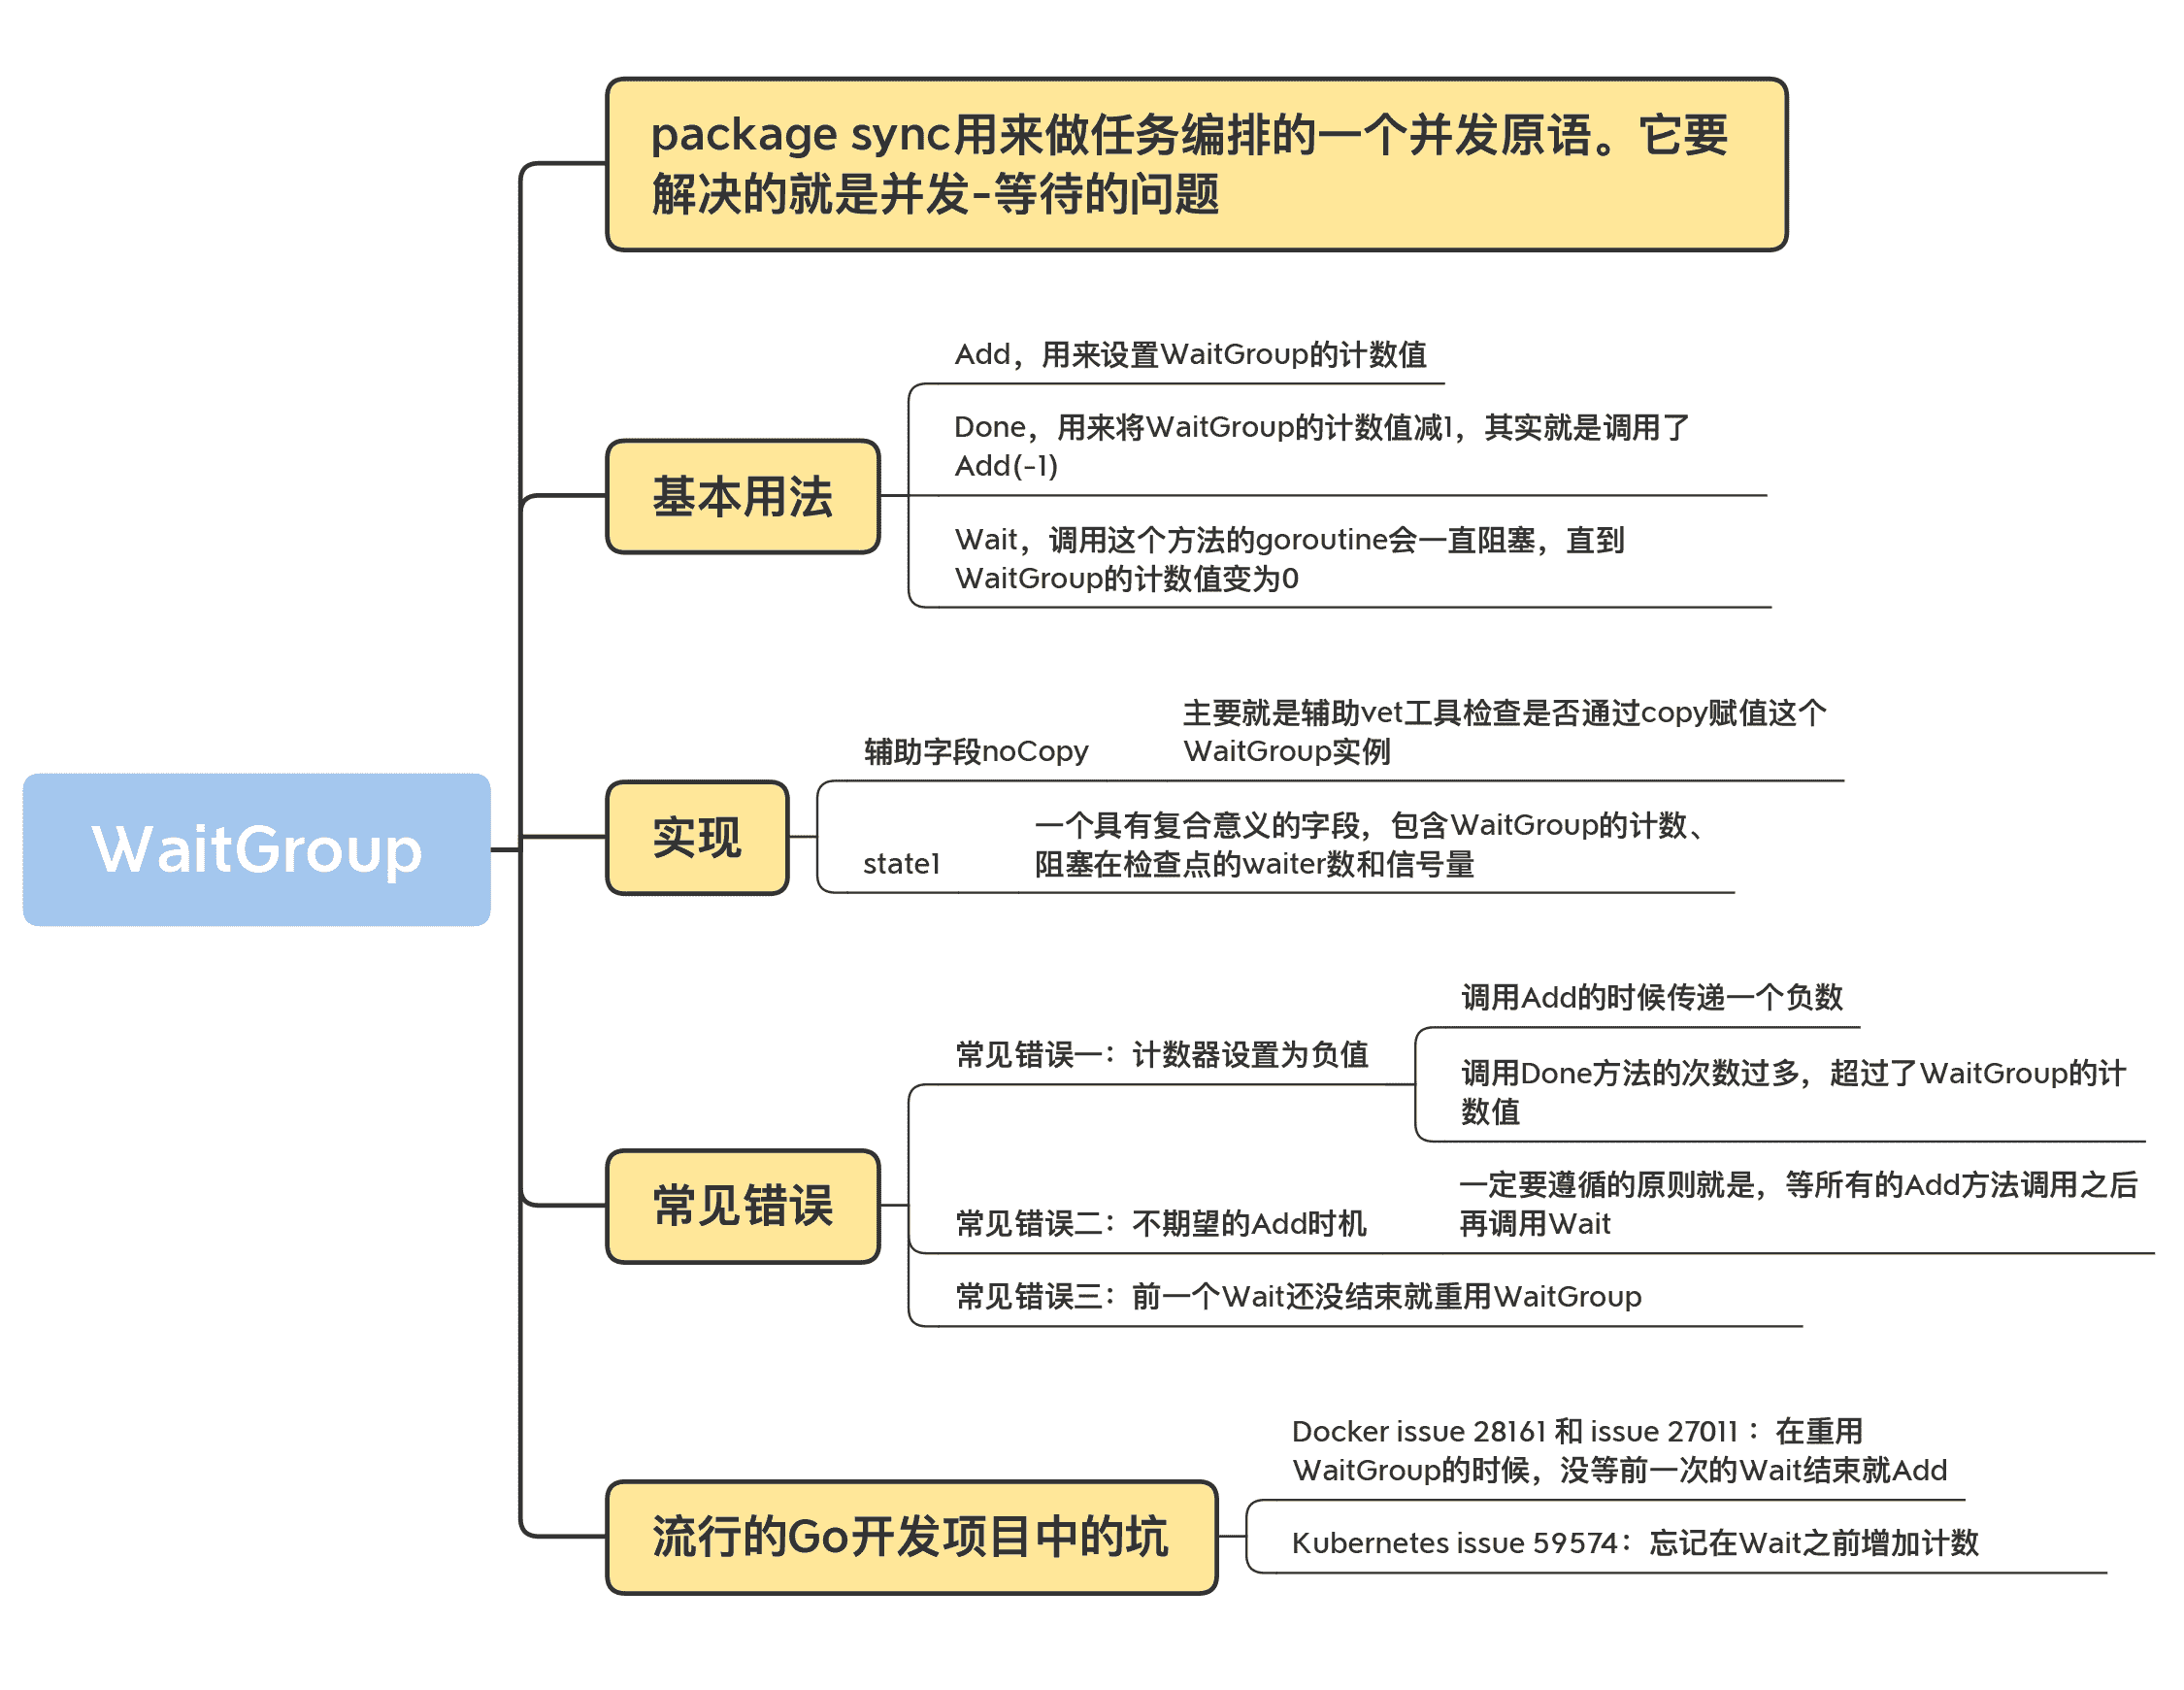 package sync用来做任务编排的一个并发原语。它要
解决的就是并发-等待的问题
Add，用来设置WaitGroup的计数值
Done，用来将WaitGroup的计数值减1，其实就是调用了
Add(-1)
基本用法
Wait，调用这个方法的goroutine会一直阻塞，直到
WaitGroup的计数值变为0
主要就是辅助vet工具检查是否通过copy赋值这个
WaitGroup实例
辅助字段noCopy
WaitGroup
实现
一个具有复合意义的字段，包含WaitGroup的计数、
阻塞在检查点的waiter数和信号量
state1
调用Add的时候传递一个负数
常见错误一：计数器设置为负值
调用Done方法的次数过多，超过了WaitGroup的计
数值
常见错误
一定要遵循的原则就是，等所有的Add方法调用之后
再调用Wait
常见错误二：不期望的Add时机
常见错误三：前一个Wait还没结束就重用WaitGroup
Docker issue 28161 和 issue 27011 ：在重用
WaitGroup的时候，没等前一次的Wait结束就Add
流行的Go开发项目中的坑
Kubernetes issue 59574：忘记在Wait之前增加计数